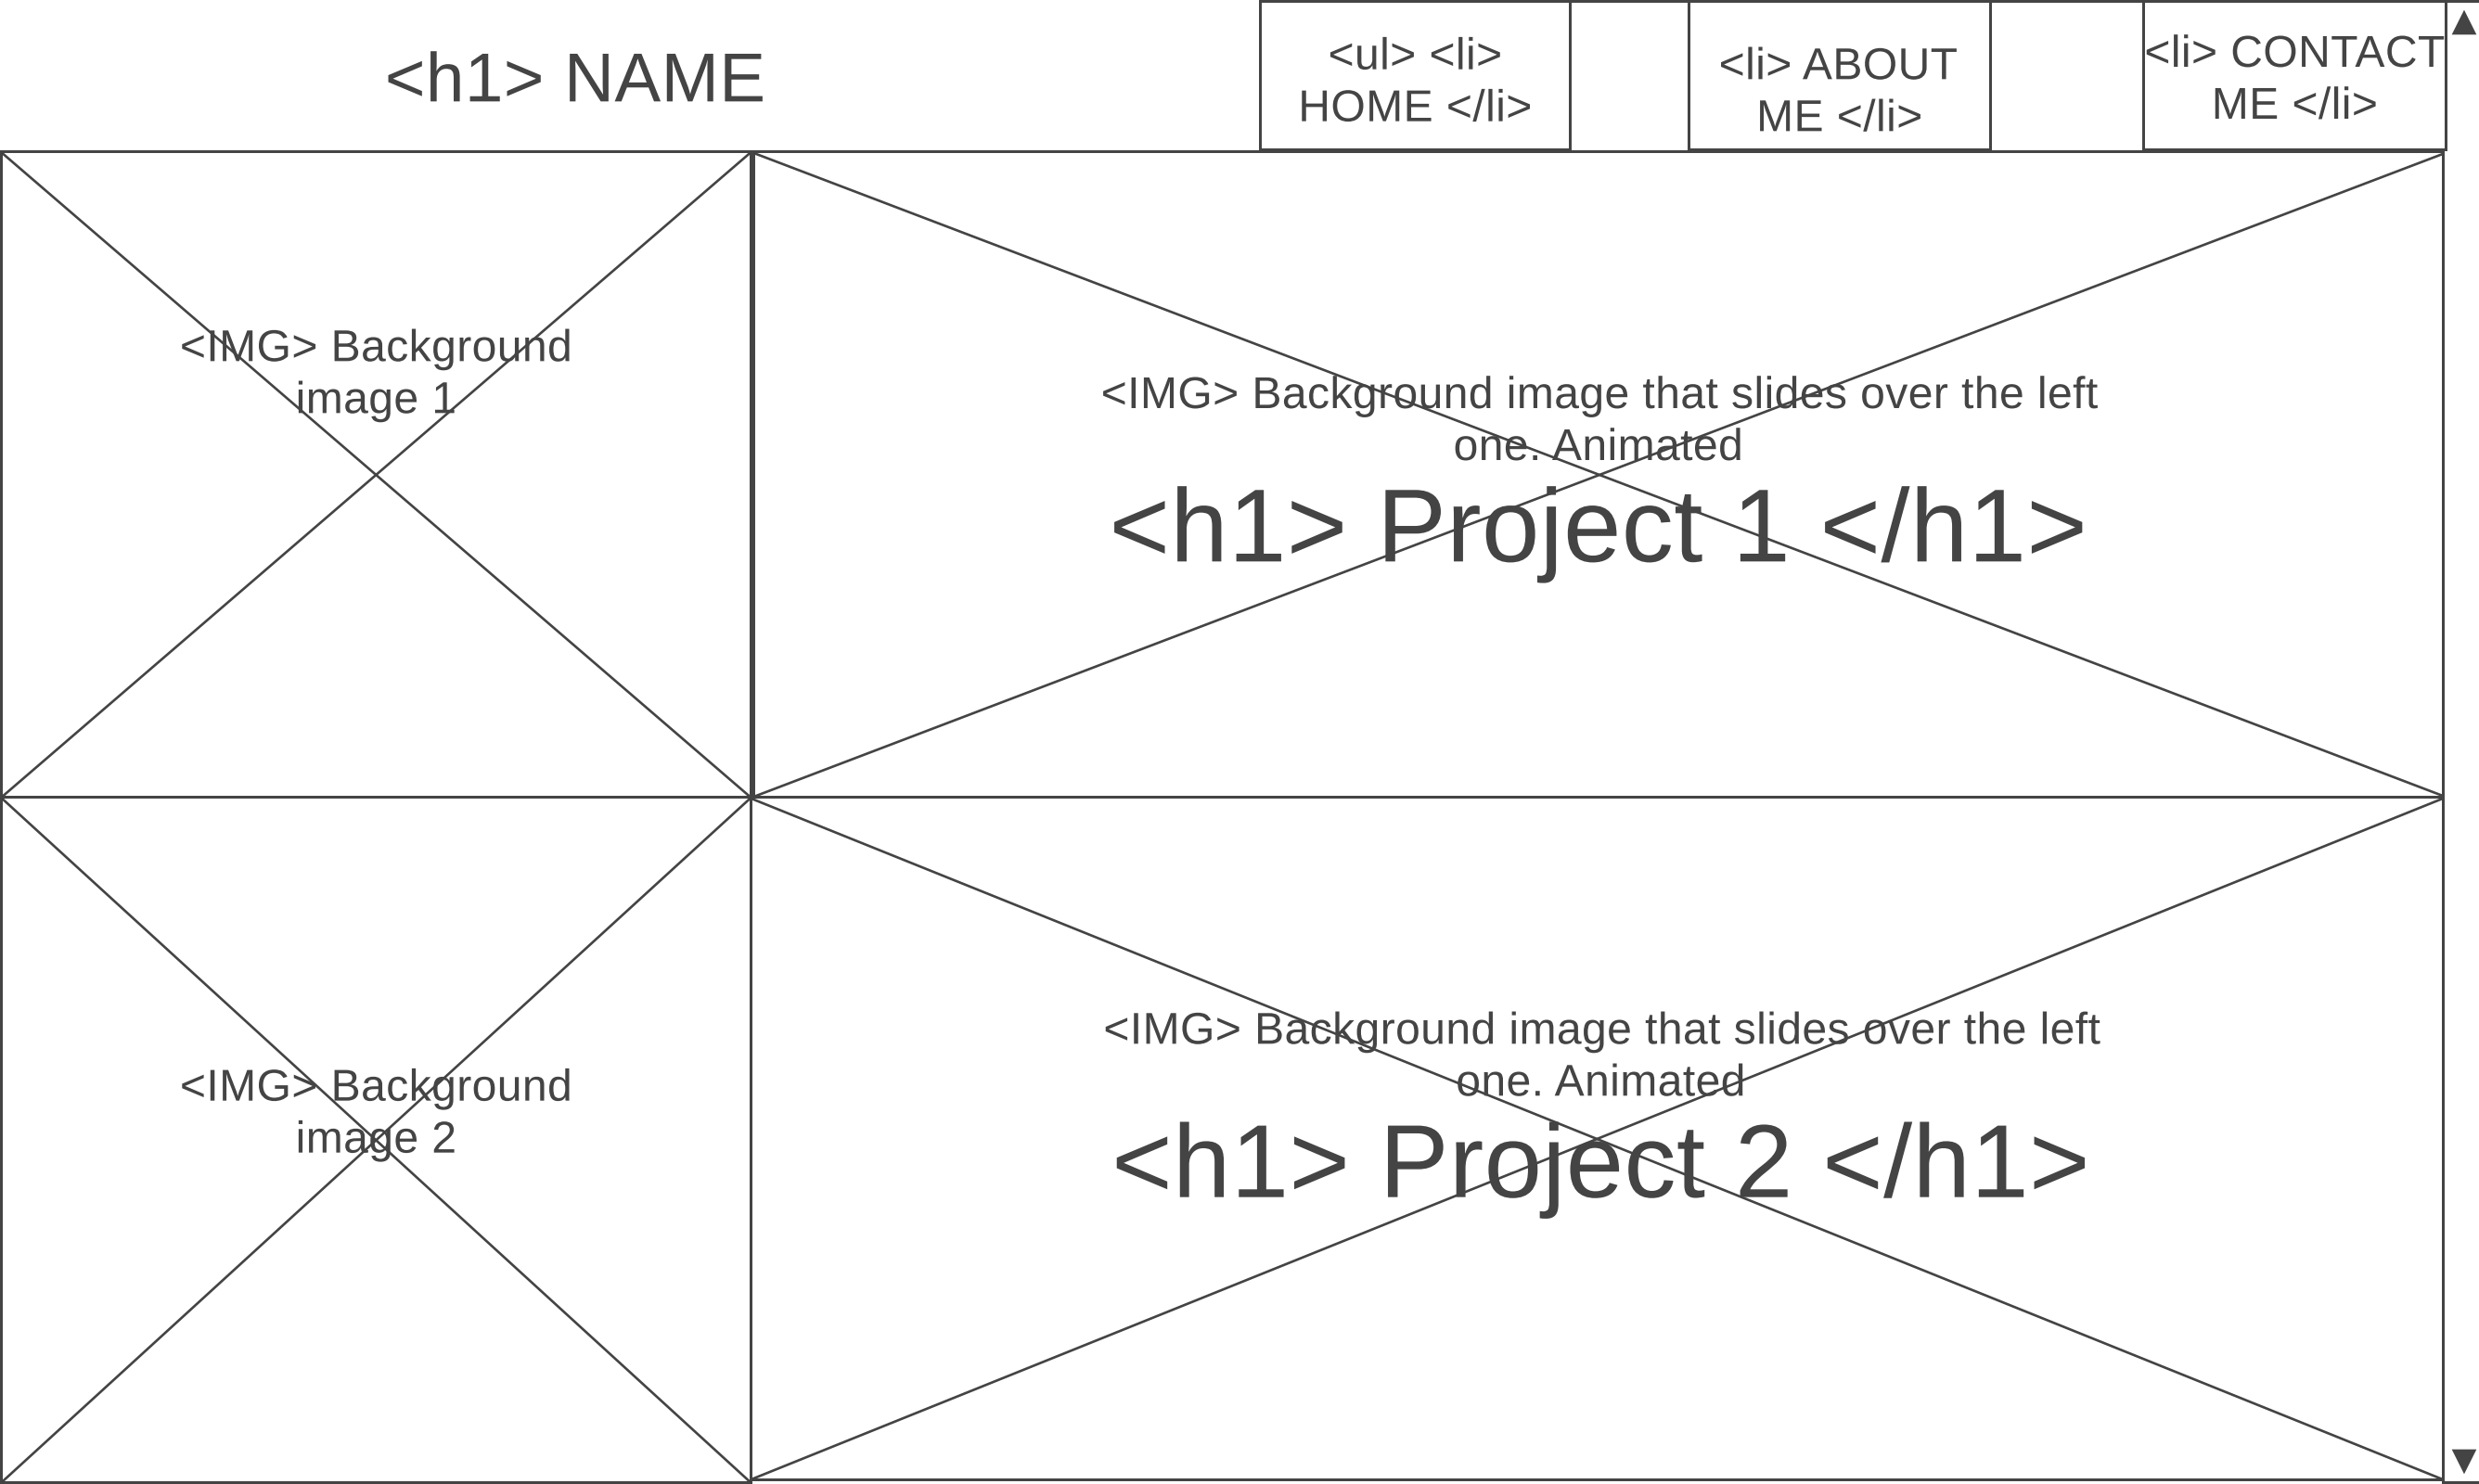 <h1> NAME
<ul> <li>
HOME </li>
<li> ABOUT
ME </li>
<li> CONTACT
ME </li>
<IMG> Background
image 1
<IMG> Background image that slides over the left
one. Animated
<h1> Project 1 </h1>
<IMG> Background
image 2
<IMG> Background image that slides over the left
one. Animated
<h1> Project 2 </h1>